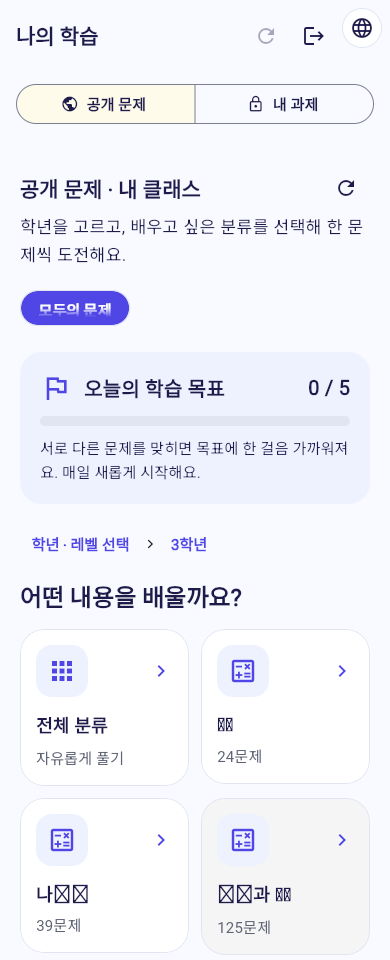 나의 학습
공개 문제
내 과제
공개 문제 · 내 클래스
학년을 고르고, 배우고 싶은 분류를 선택해 한 문
제씩 도전해요.
모두의 문제
오늘의 학습 목표
0 / 5
서로 다른 문제를 맞히면 목표에 한 걸음 가까워져
요. 매일 새롭게 시작해요.
학년 · 레벨 선택 > 3학년
어떤 내용을 배울까요?
전체 분류
자유롭게 풀기
24문제
나
39문제
과
125문제